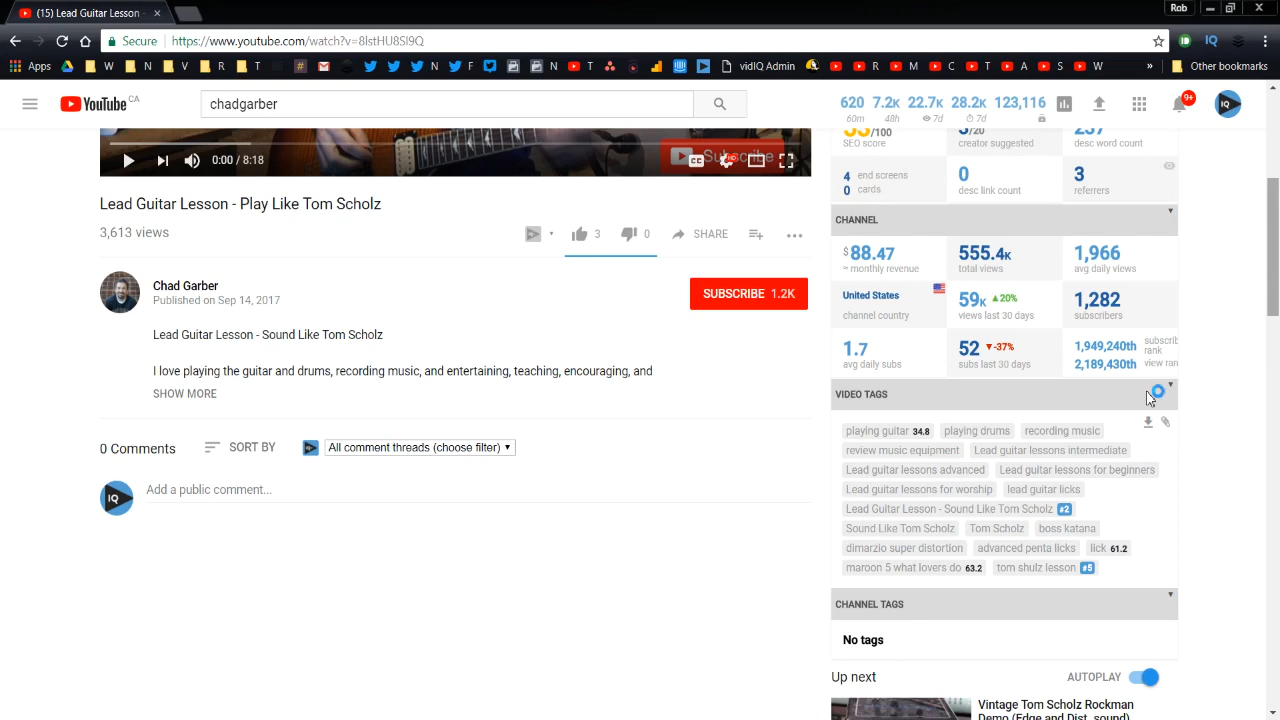 (15) Lead Guitar Lesson -
Rob
Secure https://www.youtube.com/watch?v=8lstHU8Sl9Q
IQ
Apps W N V R T # T N F N T vidIQ Admin R M C T A S W » Other bookmarks
YouTube CA
chadgarber
620 7.2K 22.7K 28.2K 123,116
60m 48h 7d 7d
9+
IQ
/100 /20
SEO score creator suggested desc word count
4 end screens
0 cards
0
desc link count
3
referrers
Subscribe
CC HD
0:00 / 8:18
Lead Guitar Lesson - Play Like Tom Scholz
3,613 views
3 0 SHARE
Chad Garber
Published on Sep 14, 2017
SUBSCRIBE 1.2K
Lead Guitar Lesson - Sound Like Tom Scholz
I love playing the guitar and drums, recording music, and entertaining, teaching, encouraging, and
SHOW MORE
0 Comments SORT BY All comment threads (choose filter)
IQ Add a public comment...
CHANNEL
$88.47 555.4K 1,966
≈ monthly revenue total views avg daily views
United States 59K 20% 1,282
channel country views last 30 days subscribers
1.7 52 -37% 1,949,240th subscrib
rank
2,189,430th view ran
avg daily subs subs last 30 days
VIDEO TAGS
playing guitar 34.8 playing drums recording music
review music equipment Lead guitar lessons intermediate
Lead guitar lessons advanced Lead guitar lessons for beginners
Lead guitar lessons for worship lead guitar licks
Lead Guitar Lesson - Sound Like Tom Scholz #2
Sound Like Tom Scholz Tom Scholz boss katana
dimarzio super distortion advanced penta licks lick 61.2
maroon 5 what lovers do 63.2 tom shulz lesson #5
CHANNEL TAGS
No tags
Up next AUTOPLAY
Vintage Tom Scholz Rockman
Demo (Edge and Dist. sound)